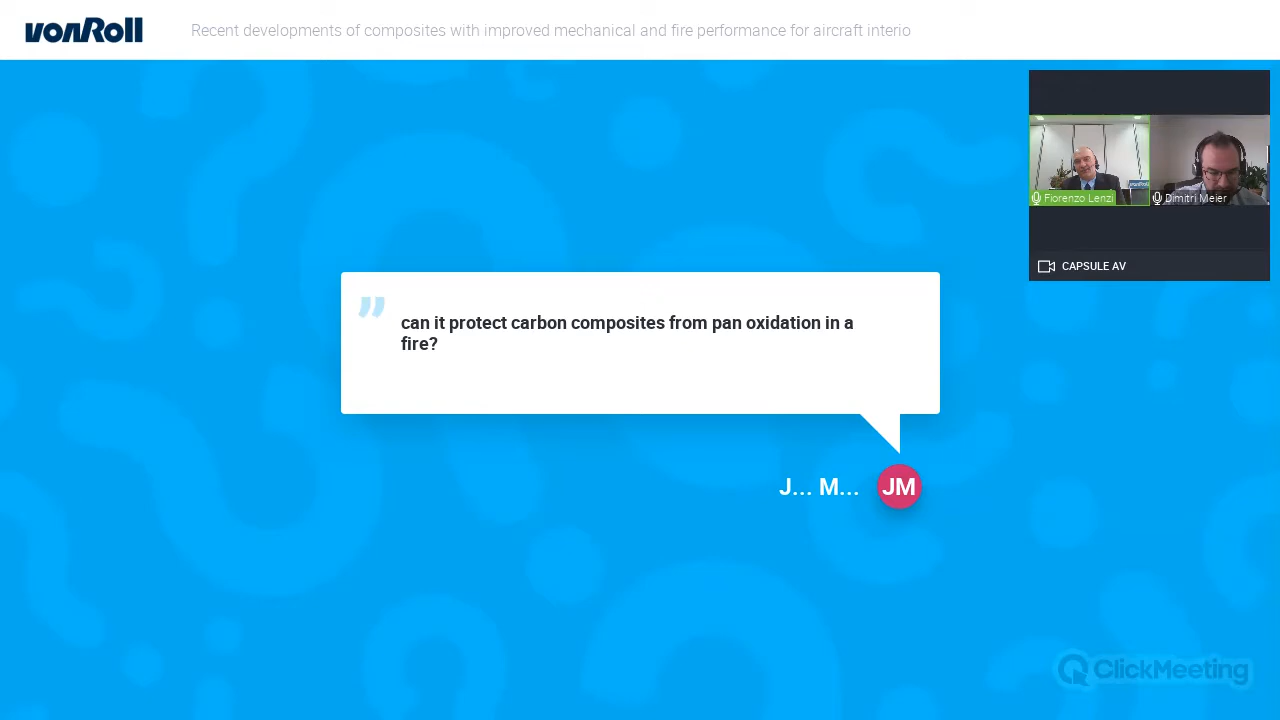 vonRoll
Recent developments of composites with improved mechanical and fire performance for aircraft interio
vonRoll
Fiorenzo Lenzi
Dimitri Meier
CAPSULE AV
"
can it protect carbon composites from pan oxidation in a
fire?
J... M...
JM
ClickMeeting